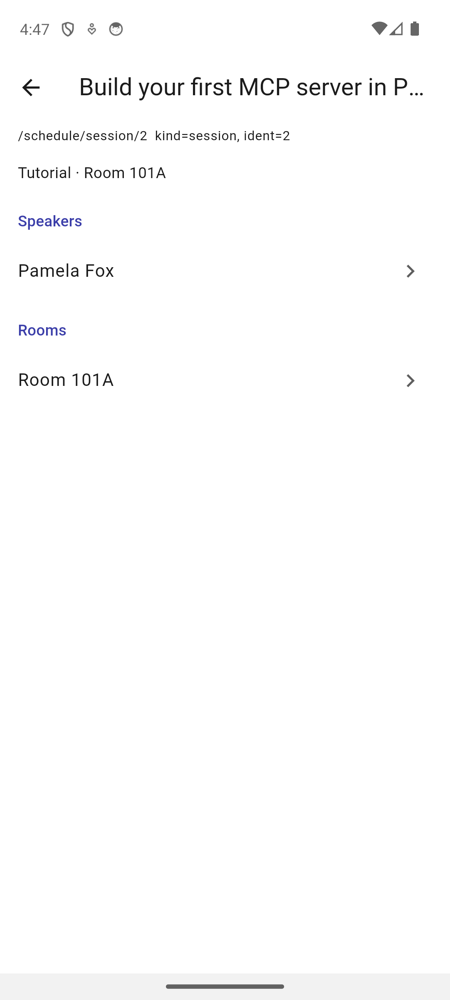 4:47
Build your first MCP server in P...
/schedule/session/2 kind=session, ident=2
Tutorial · Room 101A
Speakers
Pamela Fox
Rooms
Room 101A